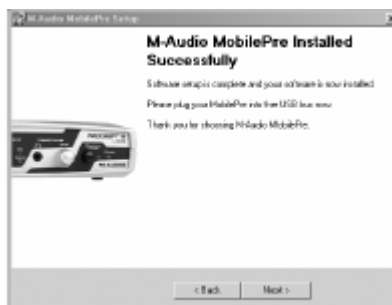 M-Audio MobilePre Setup
M-Audio MobilePre Installed
Successfully
Software setup is complete and your software is now installed.
Please plug your MobilePre into the USB bus now.
Thank you for choosing M-Audio MobilePre.
< Back
Next >